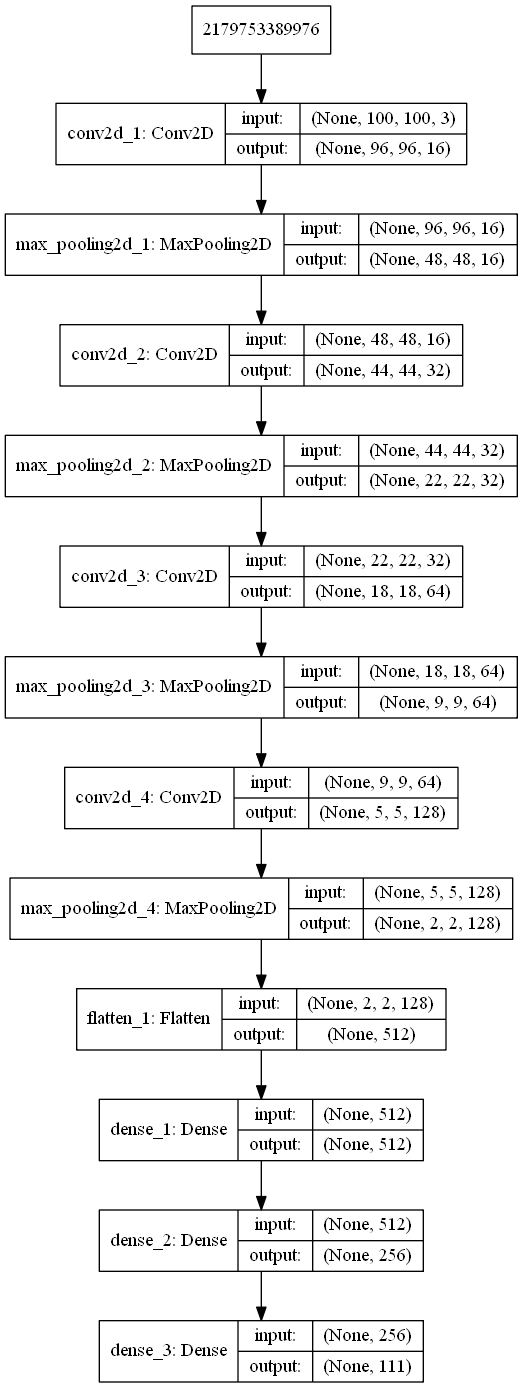 2179753389976
conv2d_1: Conv2D
input: (None, 100, 100, 3)
output: (None, 96, 96, 16)
max_pooling2d_1: MaxPooling2D
input: (None, 96, 96, 16)
output: (None, 48, 48, 16)
conv2d_2: Conv2D
input: (None, 48, 48, 16)
output: (None, 44, 44, 32)
max_pooling2d_2: MaxPooling2D
input: (None, 44, 44, 32)
output: (None, 22, 22, 32)
conv2d_3: Conv2D
input: (None, 22, 22, 32)
output: (None, 18, 18, 64)
max_pooling2d_3: MaxPooling2D
input: (None, 18, 18, 64)
output: (None, 9, 9, 64)
conv2d_4: Conv2D
input: (None, 9, 9, 64)
output: (None, 5, 5, 128)
max_pooling2d_4: MaxPooling2D
input: (None, 5, 5, 128)
output: (None, 2, 2, 128)
flatten_1: Flatten
input: (None, 2, 2, 128)
output: (None, 512)
dense_1: Dense
input: (None, 512)
output: (None, 512)
dense_2: Dense
input: (None, 512)
output: (None, 256)
dense_3: Dense
input: (None, 256)
output: (None, 111)